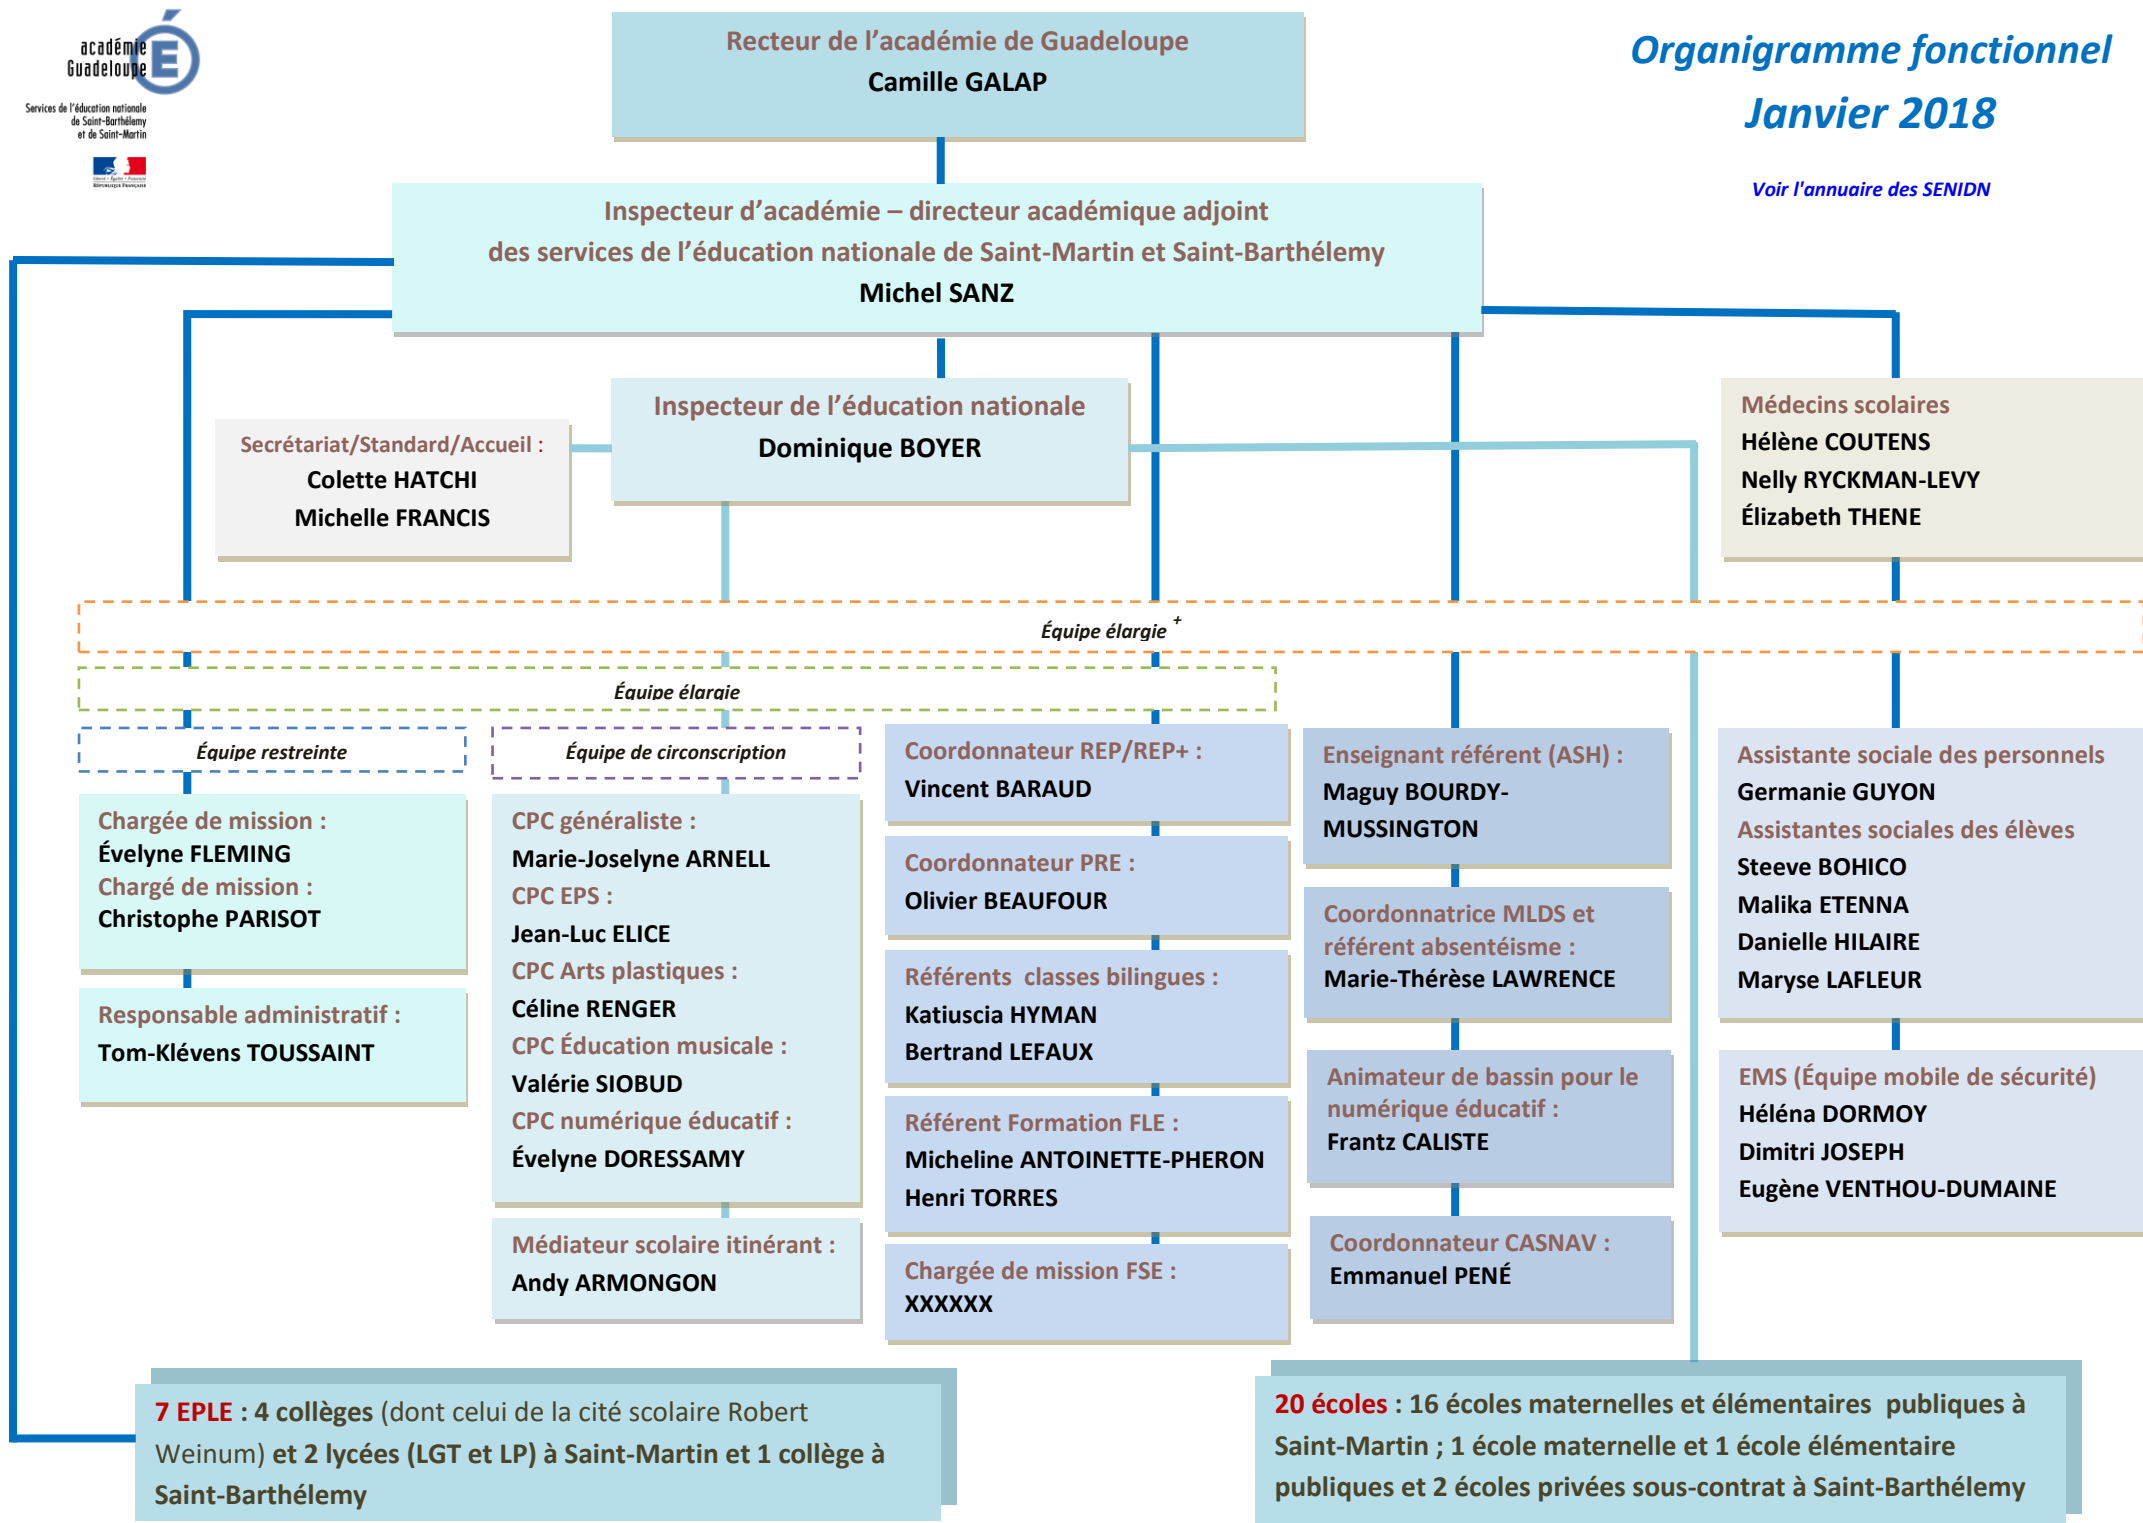 académie
Guadeloupe
Services de l'éducation nationale
de Saint-Barthélemy
et de Saint-Martin
Liberté • Égalité • Fraternité
RÉPUBLIQUE FRANÇAISE
Recteur de l'académie de Guadeloupe
Camille GALAP
Organigramme fonctionnel
Janvier 2018
Voir l'annuaire des SENIDN
Inspecteur d'académie – directeur académique adjoint
des services de l'éducation nationale de Saint-Martin et Saint-Barthélemy
Michel SANZ
Inspecteur de l'éducation nationale
Dominique BOYER
Secrétariat/Standard/Accueil :
Colette HATCHI
Michelle FRANCIS
Médecins scolaires
Hélène COUTENS
Nelly RYCKMAN-LEVY
Élizabeth THENE
Équipe élargie +
Équipe élargie
Équipe restreinte
Chargée de mission :
Évelyne FLEMING
Chargé de mission :
Christophe PARISOT
Responsable administratif :
Tom-Klévens TOUSSAINT
Équipe de circonscription
CPC généraliste :
Marie-Joselyne ARNELL
CPC EPS :
Jean-Luc ELICE
CPC Arts plastiques :
Céline RENGER
CPC Éducation musicale :
Valérie SIOBUD
CPC numérique éducatif :
Évelyne DORESSAMY
Médiateur scolaire itinérant :
Andy ARMONGON
Coordonnateur REP/REP+ :
Vincent BARAUD
Coordonnateur PRE :
Olivier BEAUFOUR
Référents classes bilingues :
Katiuscia HYMAN
Bertrand LEFAUX
Référent Formation FLE :
Micheline ANTOINETTE-PHERON
Henri TORRES
Chargée de mission FSE :
XXXXXX
Enseignant référent (ASH) :
Maguy BOURDY-
MUSSINGTON
Coordonnatrice MLDS et
référent absentéisme :
Marie-Thérèse LAWRENCE
Animateur de bassin pour le
numérique éducatif :
Frantz CALISTE
Coordonnateur CASNAV :
Emmanuel PENÉ
Assistante sociale des personnels
Germanie GUYON
Assistantes sociales des élèves
Steeve BOHICO
Malika ETENNA
Danielle HILAIRE
Maryse LAFLEUR
EMS (Équipe mobile de sécurité)
Héléna DORMOY
Dimitri JOSEPH
Eugène VENTHOU-DUMAINE
7 EPLE : 4 collèges (dont celui de la cité scolaire Robert
Weinum) et 2 lycées (LGT et LP) à Saint-Martin et 1 collège à
Saint-Barthélemy
20 écoles : 16 écoles maternelles et élémentaires publiques à
Saint-Martin ; 1 école maternelle et 1 école élémentaire
publiques et 2 écoles privées sous-contrat à Saint-Barthélemy